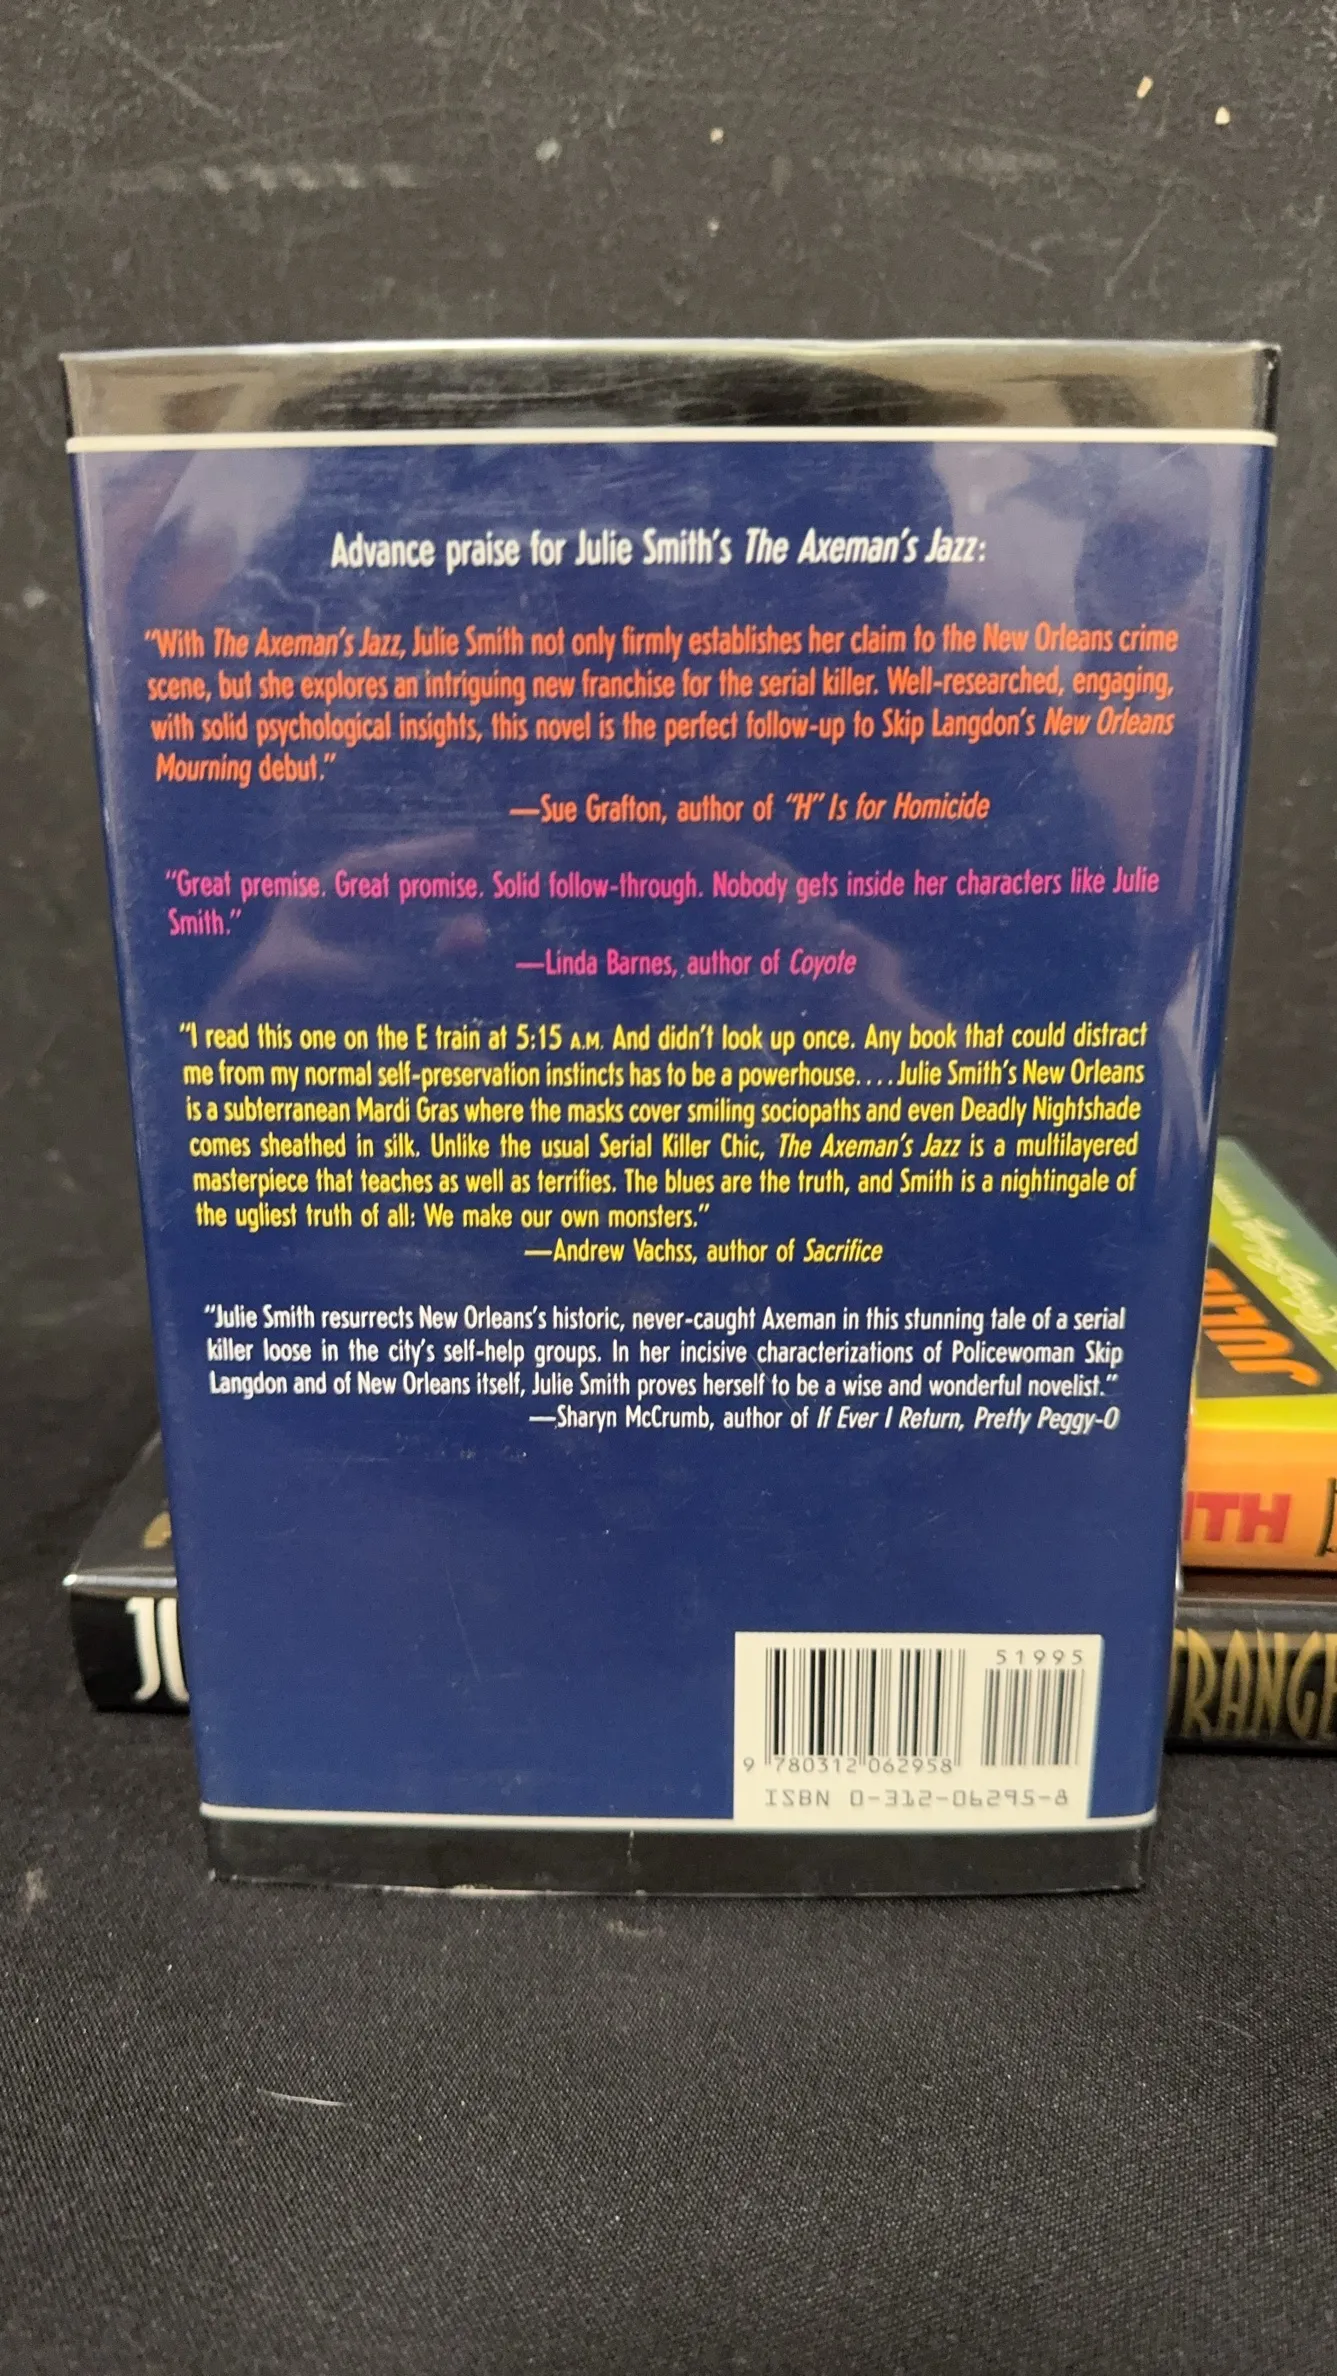 Advance praise for Julie Smith's The Axeman's Jazz:
"With The Axeman's Jazz, Julie Smith not only firmly establishes her claim to the New Orleans crime
scene, but she explores an intriguing new franchise for the serial killer. Well-researched, engaging,
with solid psychological insights, this novel is the perfect follow-up to Skip Langdon's New Orleans
Mourning debut."
—Sue Grafton, author of "H" Is for Homicide
"Great premise. Great promise. Solid follow-through. Nobody gets inside her characters like Julie
Smith."
—Linda Barnes, author of Coyote
"I read this one on the E train at 5:15 A.M. And didn't look up once. Any book that could distract
me from my normal self-preservation instincts has to be a powerhouse. . . . Julie Smith's New Orleans
is a subterranean Mardi Gras where the masks cover smiling sociopaths and even Deadly Nightshade
comes sheathed in silk. Unlike the usual Serial Killer Chic, The Axeman's Jazz is a multilayered
masterpiece that teaches as well as terrifies. The blues are the truth, and Smith is a nightingale of
the ugliest truth of all: We make our own monsters."
—Andrew Vachss, author of Sacrifice
"Julie Smith resurrects New Orleans's historic, never-caught Axeman in this stunning tale of a serial
killer loose in the city's self-help groups. In her incisive characterizations of Policewoman Skip
Langdon and of New Orleans itself, Julie Smith proves herself to be a wise and wonderful novelist."
—Sharyn McCrumb, author of If Ever I Return, Pretty Peggy-O
51995
9 780312 062958
ISBN 0-312-06295-8
JU
JULI
ITH
TRANGE